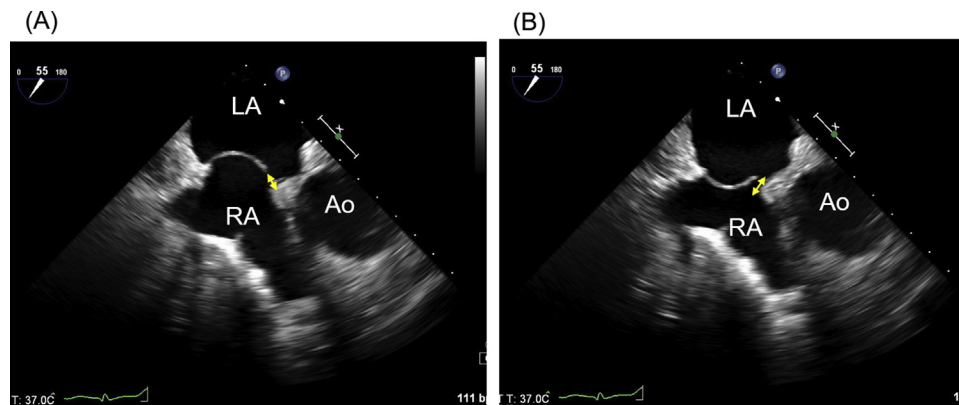 (A)
(B)
0 55 180
P
LA
x
RA
Ao
T: 37.0C
111 b
0 55 180
P
LA
x
RA
Ao
T T: 37.0C
1